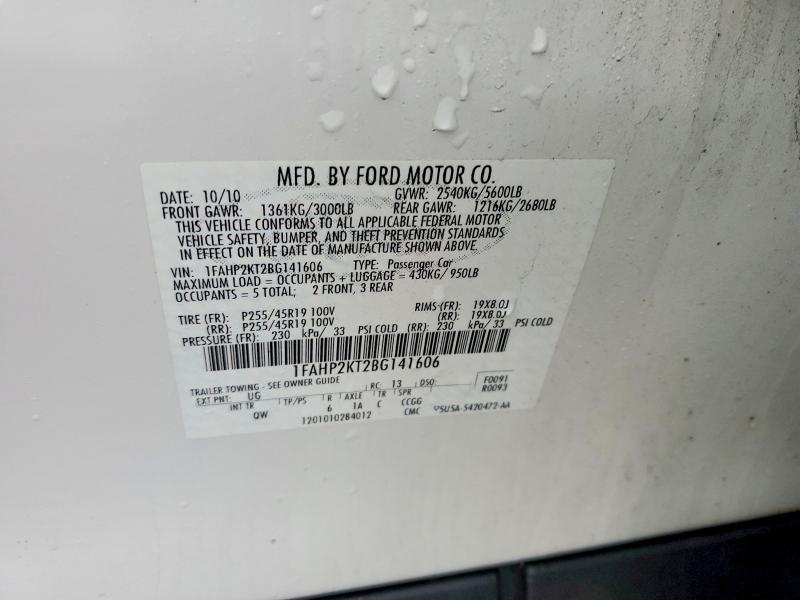 MFD. BY FORD MOTOR CO.
DATE: 10/10 GVWR: 2540KG/5600LB
FRONT GAWR: 1361KG/3000LB REAR GAWR: 1216KG/2680LB
THIS VEHICLE CONFORMS TO ALL APPLICABLE FEDERAL MOTOR
VEHICLE SAFETY, BUMPER, AND THEFT PREVENTION STANDARDS
IN EFFECT ON THE DATE OF MANUFACTURE SHOWN ABOVE.
VIN: 1FAHP2KT2BG141606 TYPE: Passenger Car
MAXIMUM LOAD = OCCUPANTS + LUGGAGE = 430KG/ 950LB
OCCUPANTS = 5 TOTAL; 2 FRONT, 3 REAR
TIRE (FR): P255/45R19 100V RIMS(FR): 19X8.0J
(RR): P255/45R19 100V (RR): 19X8.0J
PRESSURE (FR): 230 kPa/ 33 PSI COLD (RR): 230 kPa/ 33 PSI COLD
1FAHP2KT2BG141606
TRAILER TOWING - SEE OWNER GUIDE RC: 13 DSO: F0091
EXT PNT: UG R0093
INT TR TP/PS R AXLE TR SPR
QW 6 1A C CCGG
1201010284012 CMC 5U5A-5420472-AA